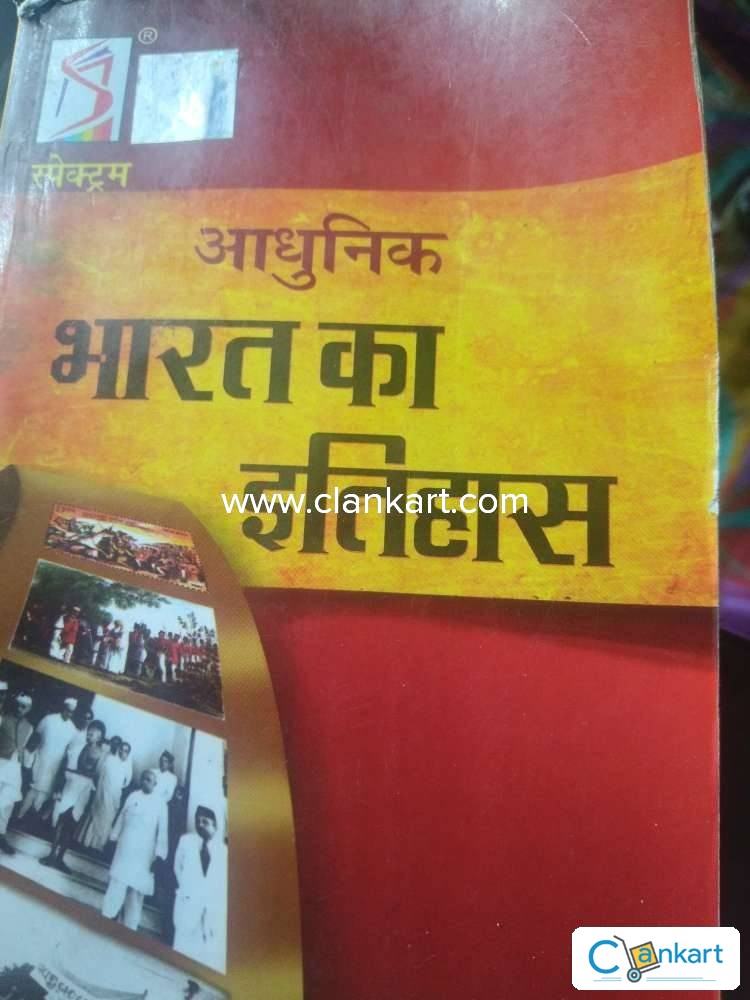 ®
स्पेक्ट्रम
आधुनिक
भारत का
इतिहास
www.clankart.com
Clankart